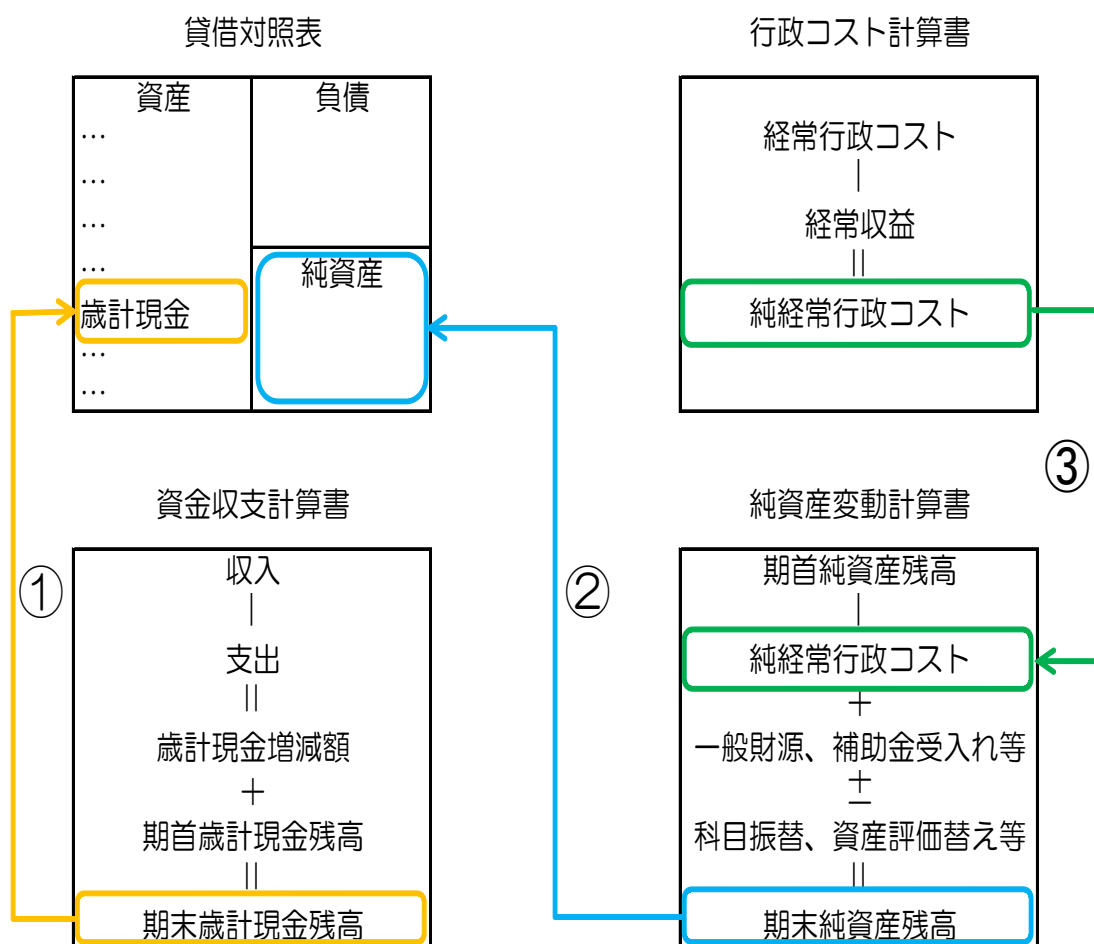 貸借対照表
資産
…
…
…
…
歳計現金
…
…
負債
純資産
行政コスト計算書
経常行政コスト
－
経常収益
＝
純経常行政コスト
③
①
資金収支計算書
収入
－
支出
＝
歳計現金増減額
＋
期首歳計現金残高
＝
期末歳計現金残高
②
純資産変動計算書
期首純資産残高
－
純経常行政コスト
＋
一般財源、補助金受入れ等
±
科目振替、資産評価替え等
＝
期末純資産残高